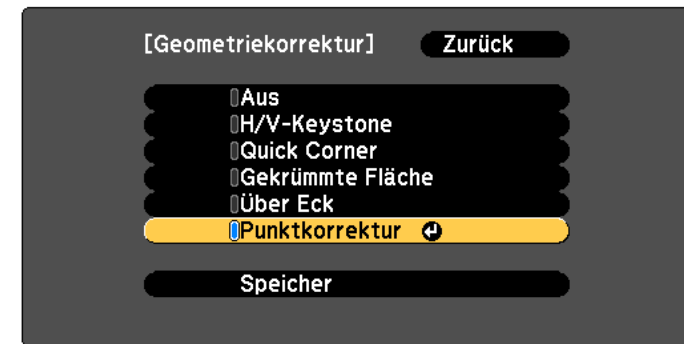 [Geometriekorrektur] Zurück
Aus
H/V-Keystone
Quick Corner
Gekrümmte Fläche
Über Eck
Punktkorrektur
Speicher